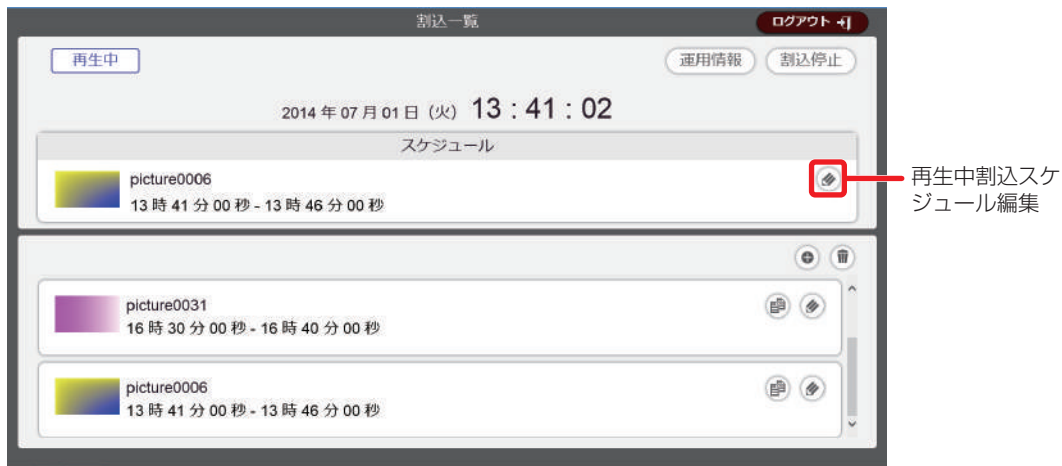 割込一覧
ログアウト
再生中
運用情報
割込停止
2014 年 07 月 01 日 (火) 13 : 41 : 02
スケジュール
picture0006
13 時 41 分 00 秒 - 13 時 46 分 00 秒
再生中割込スケ
ジュール編集
picture0031
16 時 30 分 00 秒 - 16 時 40 分 00 秒
picture0006
13 時 41 分 00 秒 - 13 時 46 分 00 秒